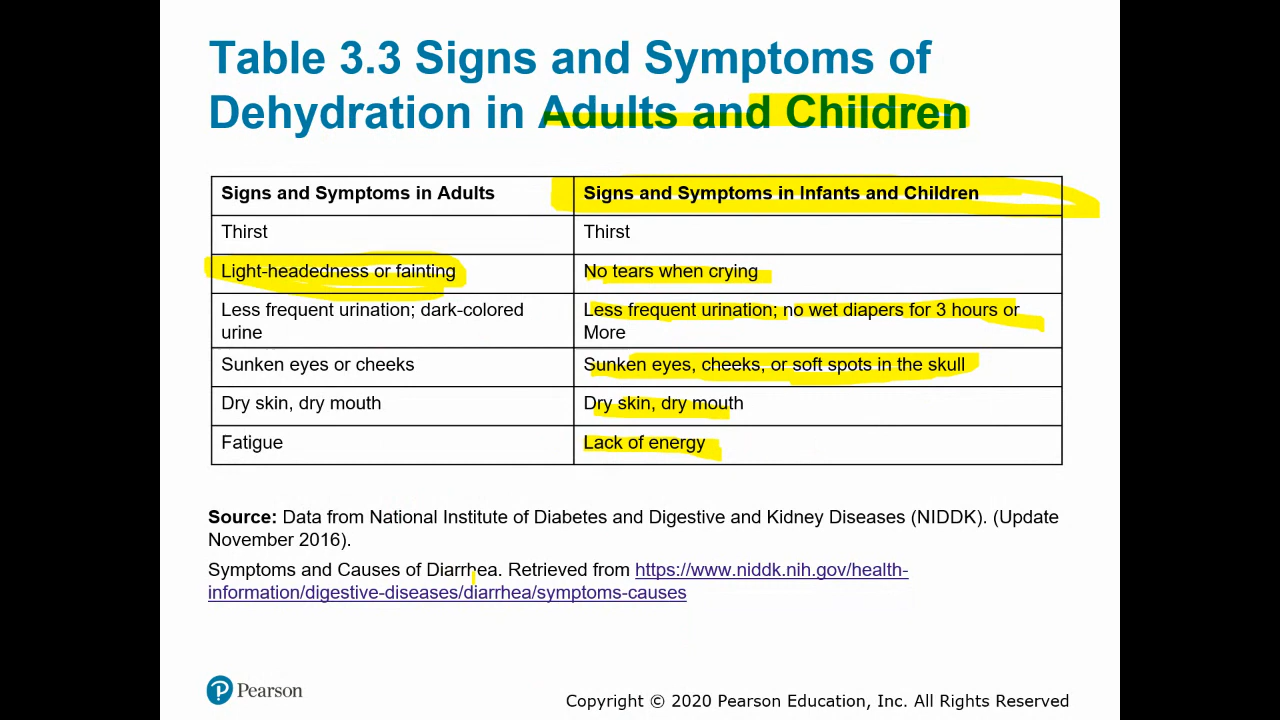 Table 3.3 Signs and Symptoms of
Dehydration in Adults and Children
Signs and Symptoms in Adults
Signs and Symptoms in Infants and Children
Thirst
Thirst
Light-headedness or fainting
No tears when crying
Less frequent urination; dark-colored
urine
Less frequent urination; no wet diapers for 3 hours or
More
Sunken eyes or cheeks
Sunken eyes, cheeks, or soft spots in the skull
Dry skin, dry mouth
Dry skin, dry mouth
Fatigue
Lack of energy
Source: Data from National Institute of Diabetes and Digestive and Kidney Diseases (NIDDK). (Update
November 2016).
Symptoms and Causes of Diarrhea. Retrieved from https://www.niddk.nih.gov/health-
information/digestive-diseases/diarrhea/symptoms-causes
Pearson
Copyright © 2020 Pearson Education, Inc. All Rights Reserved